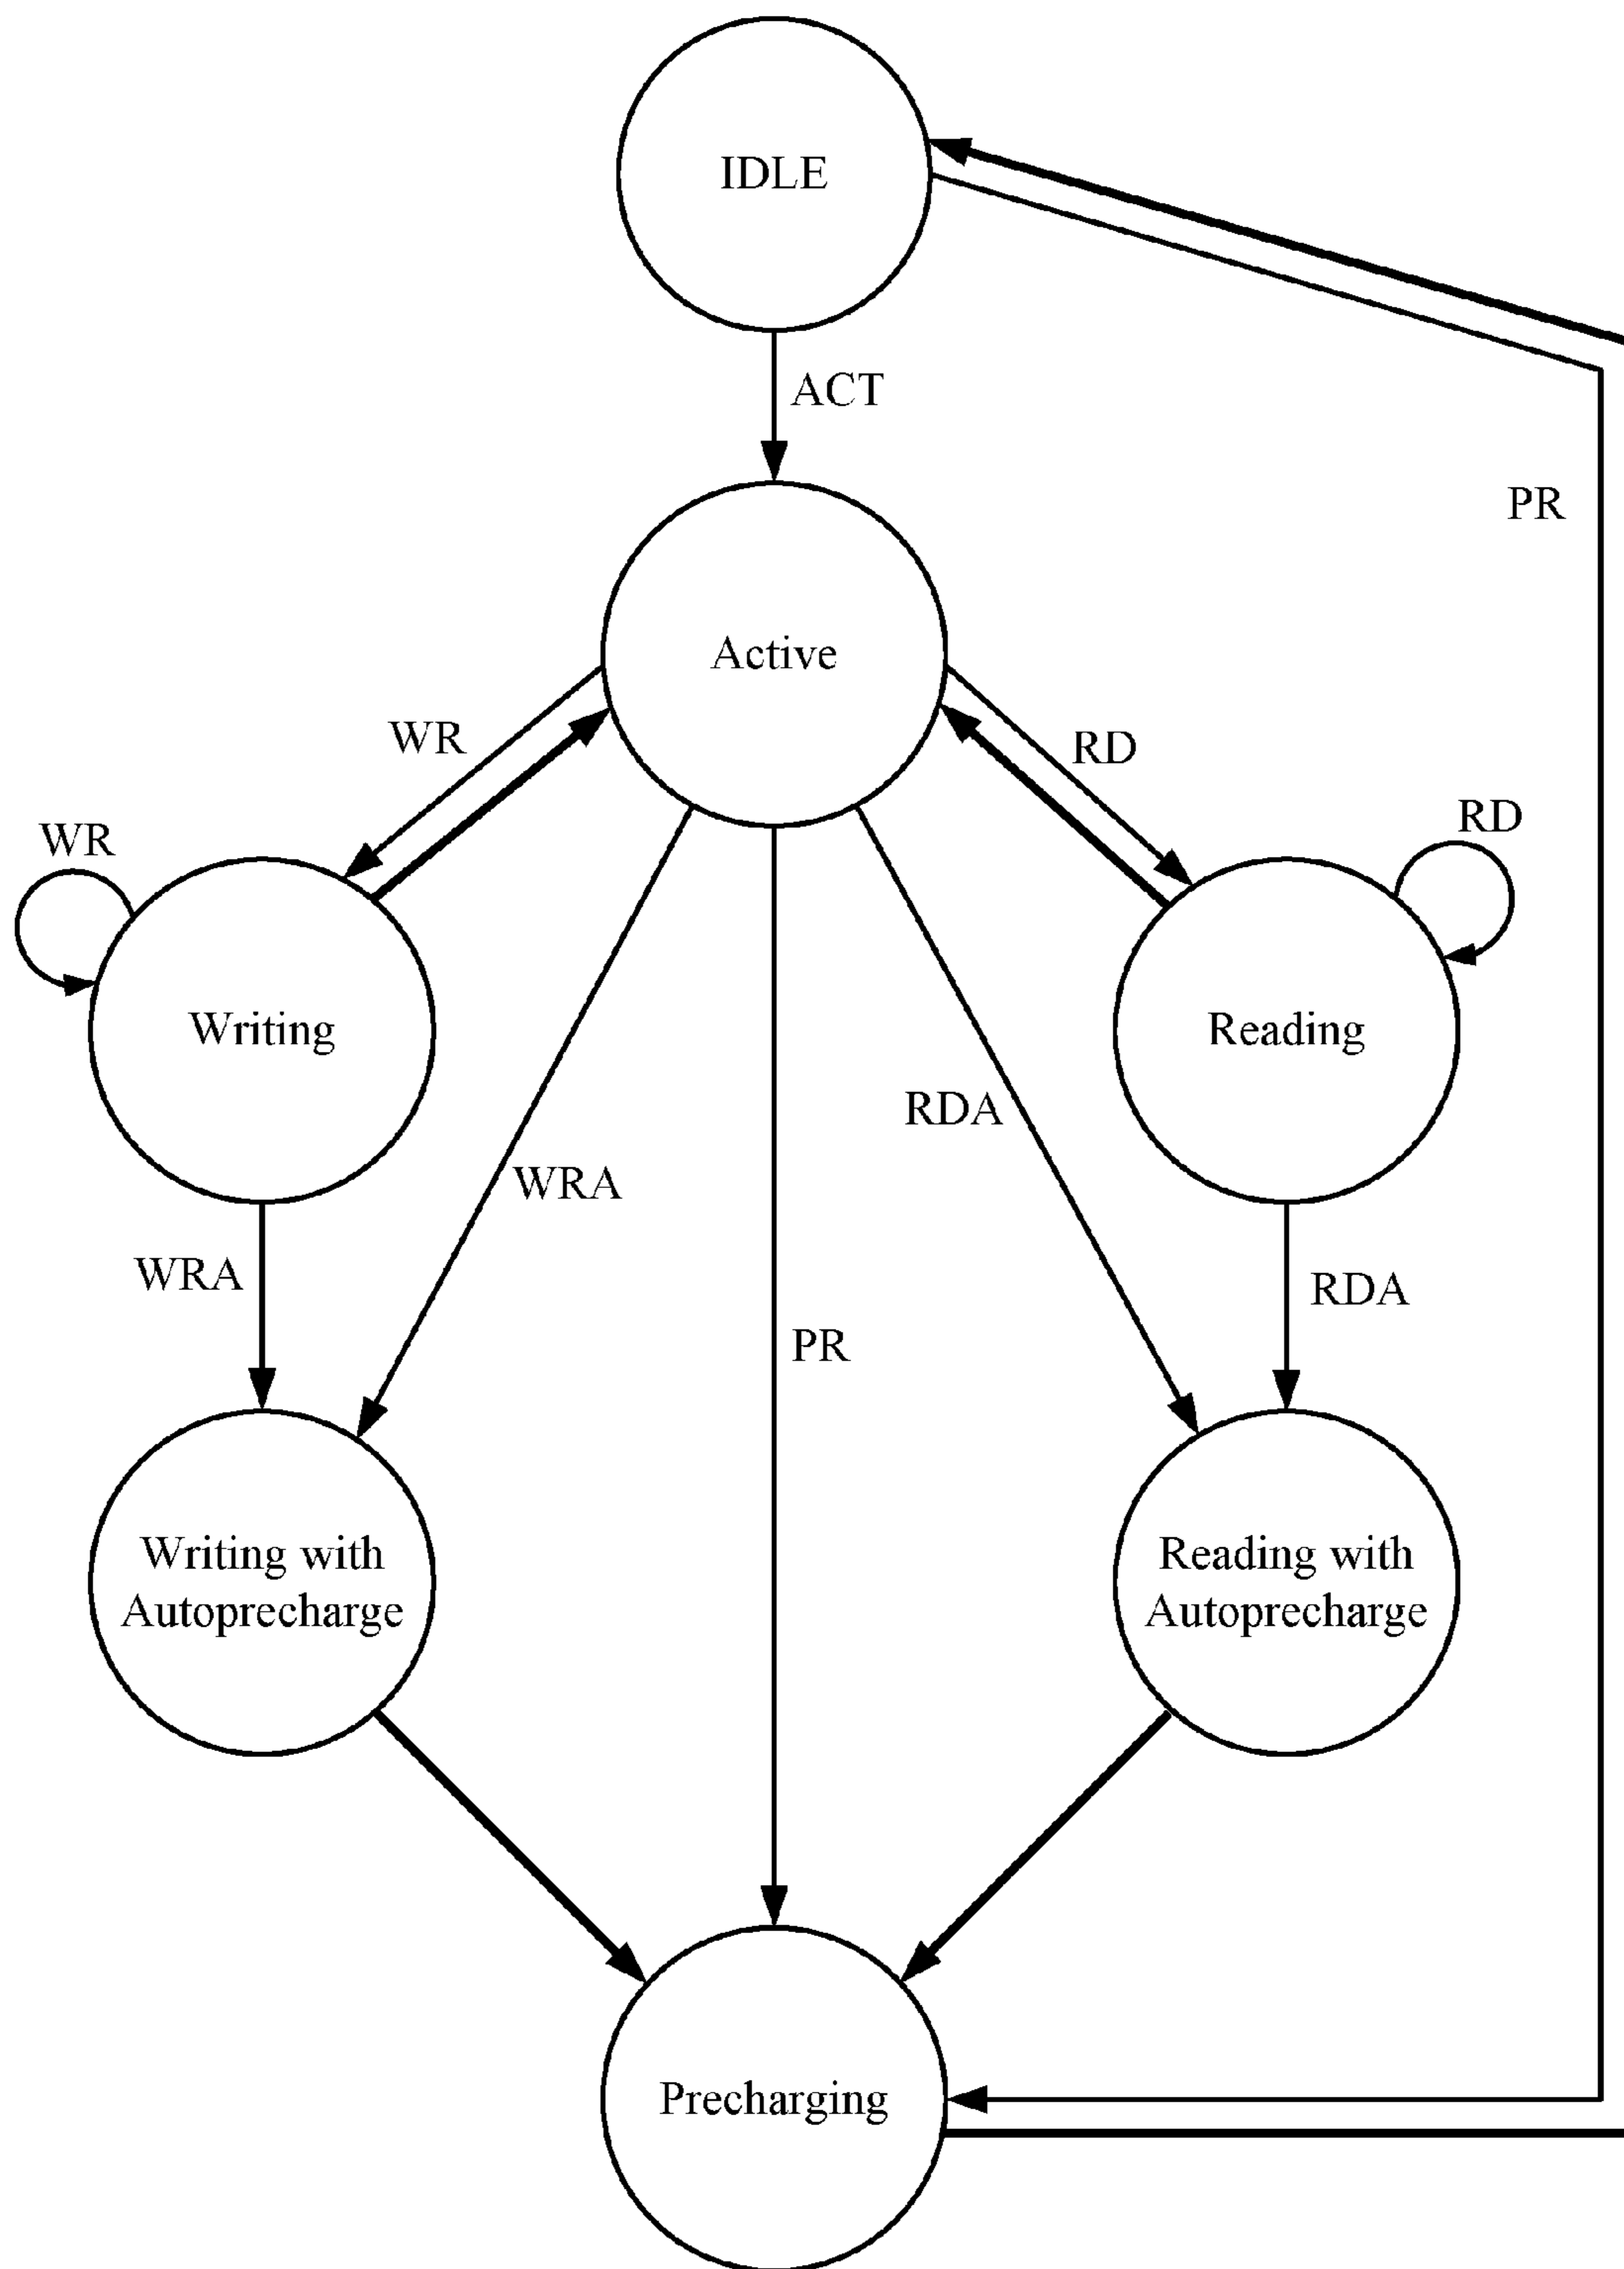 IDLE
ACT
PR
Active
WR
RD
WR
RD
Writing
Reading
RDA
WRA
WRA
RDA
PR
Writing with
Autoprecharge
Reading with
Autoprecharge
Precharging